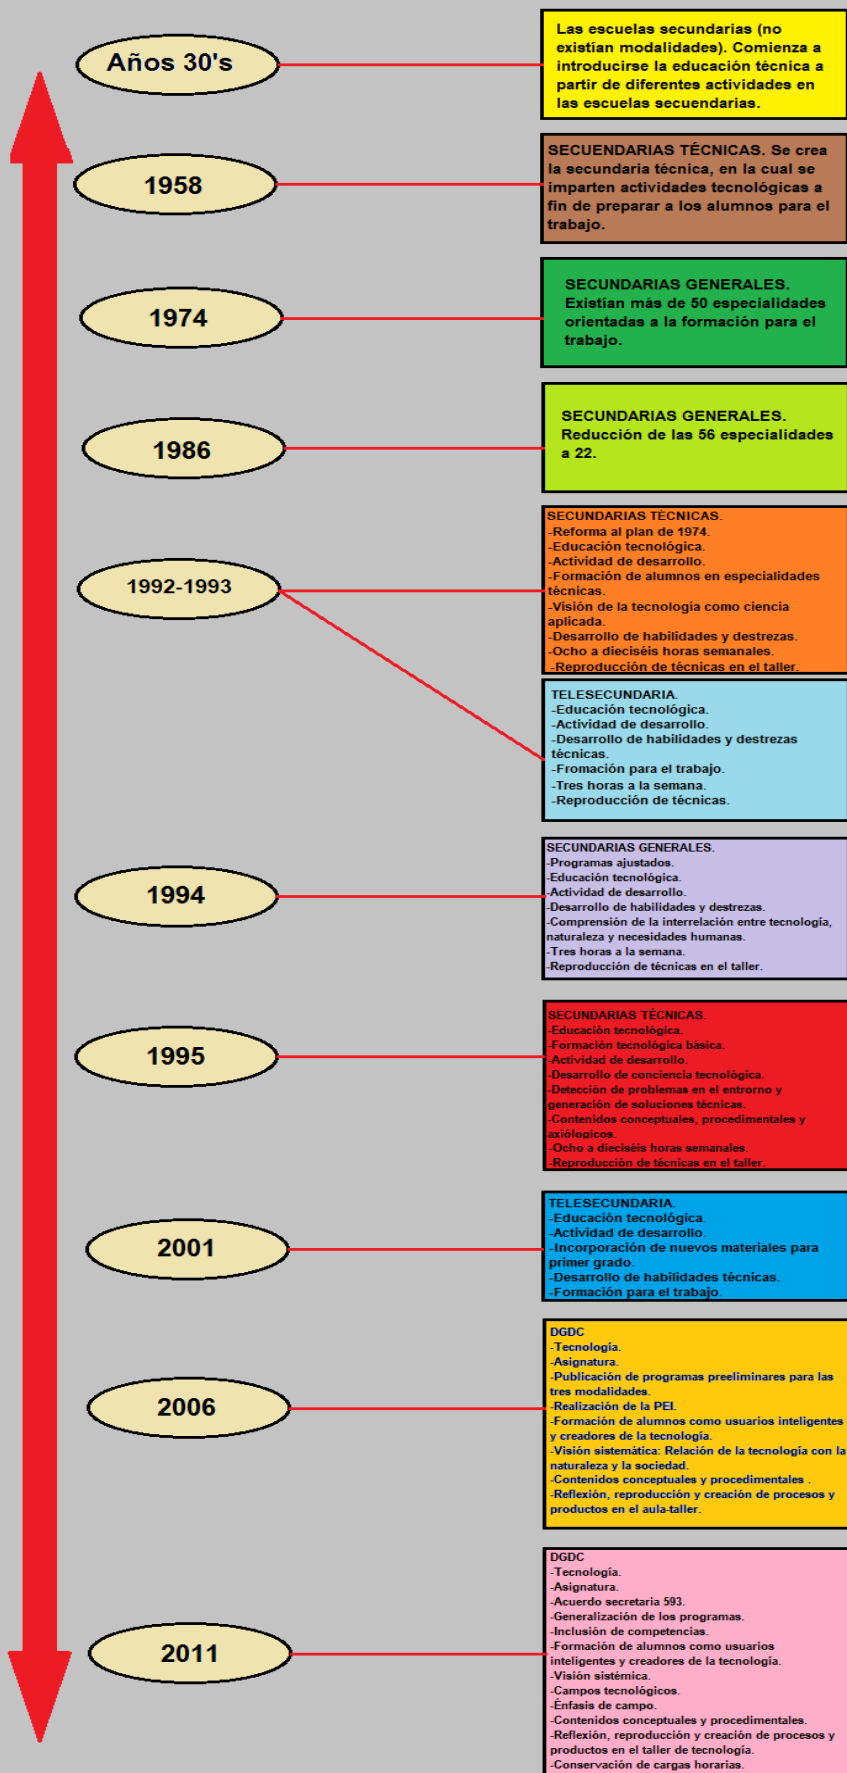 Años 30's
Las escuelas secundarias (no
existían modalidades). Comienza a
introducirse la educación técnica a
partir de diferentes actividades en
las escuelas secuendarias.
1958
SECUENDARIAS TÉCNICAS. Se crea
la secundaria técnica, en la cual se
imparten actividades tecnológicas a
fin de preparar a los alumnos para el
trabajo.
1974
SECUNDARIAS GENERALES.
Existían más de 50 especialidades
orientadas a la formación para el
trabajo.
1986
SECUNDARIAS GENERALES.
Reducción de las 56 especialidades
a 22.
1992-1993
SECUNDARIAS TÉCNICAS.
-Reforma al plan de 1974.
-Educación tecnológica.
-Actividad de desarrollo.
-Formación de alumnos en especialidades
técnicas.
-Visión de la tecnología como ciencia
aplicada.
-Desarrollo de habilidades y destrezas.
-Ocho a dieciséis horas semanales.
-Reproducción de técnicas en el taller.
TELESECUNDARIA.
-Educación tecnológica.
-Actividad de desarrollo.
-Desarrollo de habilidades y destrezas
técnicas.
-Fromación para el trabajo.
-Tres horas a la semana.
-Reproducción de técnicas.
1994
SECUNDARIAS GENERALES.
-Programas ajustados.
-Educación tecnológica.
-Actividad de desarrollo.
-Desarrollo de habilidades y destrezas.
-Comprensión de la interrelación entre tecnología,
naturaleza y necesidades humanas.
-Tres horas a la semana.
-Reproducción de técnicas en el taller.
1995
SECUNDARIAS TÉCNICAS.
-Educación tecnológica.
-Formación tecnológica básica.
-Actividad de desarrollo.
-Desarrollo de conciencia tecnológica.
-Detección de problemas en el entrorno y
generación de soluciones técnicas.
-Contenidos conceptuales, procedimentales y
axiólogicos.
-Ocho a dieciséis horas semanales.
-Reproducción de técnicas en el taller.
2001
TELESECUNDARIA.
-Educación tecnológica.
-Actividad de desarrollo.
-Incorporación de nuevos materiales para
primer grado.
-Desarrollo de habilidades técnicas.
-Formación para el trabajo.
2006
DGDC
-Tecnología.
-Asignatura.
-Publicación de programas preeliminares para las
tres modalidades.
-Realización de la PEI.
-Formación de alumnos como usuarios inteligentes
y creadores de la tecnología.
-Visión sistemática: Relación de la tecnología con la
naturaleza y la sociedad.
-Contenidos conceptuales y procedimentales .
-Reflexión, reproducción y creación de procesos y
productos en el aula-taller.
2011
DGDC
-Tecnología.
-Asignatura.
-Acuerdo secretaria 593.
-Generalización de los programas.
-Inclusión de competencias.
-Formación de alumnos como usuarios
inteligentes y creadores de la tecnología.
-Visión sistémica.
-Campos tecnológicos.
-Énfasis de campo.
-Contenidos conceptuales y procedimentales.
-Reflexión, reproducción y creación de procesos y
productos en el taller de tecnología.
-Conservación de cargas horarias.